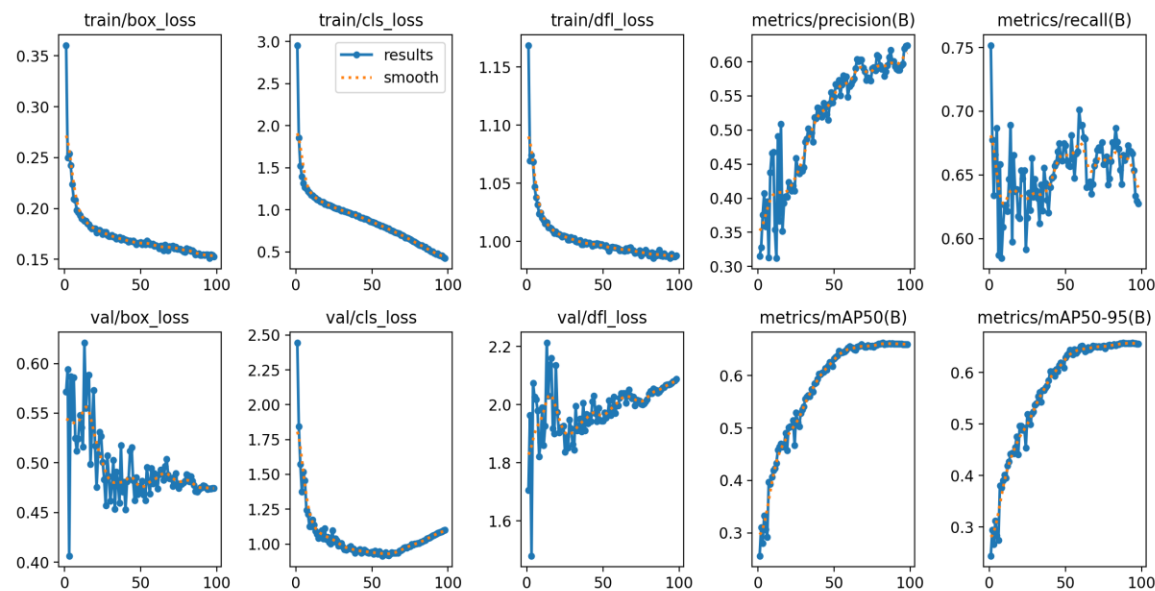 train/box_loss
train/cls_loss
train/dfl_loss
metrics/precision(B)
metrics/recall(B)
0.35
0.30
0.25
0.20
0.15
0 50 100
3.0
2.5
2.0
1.5
1.0
0.5
results
smooth
0 50 100
1.15
1.10
1.05
1.00
0 50 100
0.60
0.55
0.50
0.45
0.40
0.35
0.30
0 50 100
0.75
0.70
0.65
0.60
0 50 100
val/box_loss
val/cls_loss
val/dfl_loss
metrics/mAP50(B)
metrics/mAP50-95(B)
0.60
0.55
0.50
0.45
0.40
0 50 100
2.50
2.25
2.00
1.75
1.50
1.25
1.00
0 50 100
2.2
2.0
1.8
1.6
0 50 100
0.6
0.5
0.4
0.3
0 50 100
0.6
0.5
0.4
0.3
0 50 100